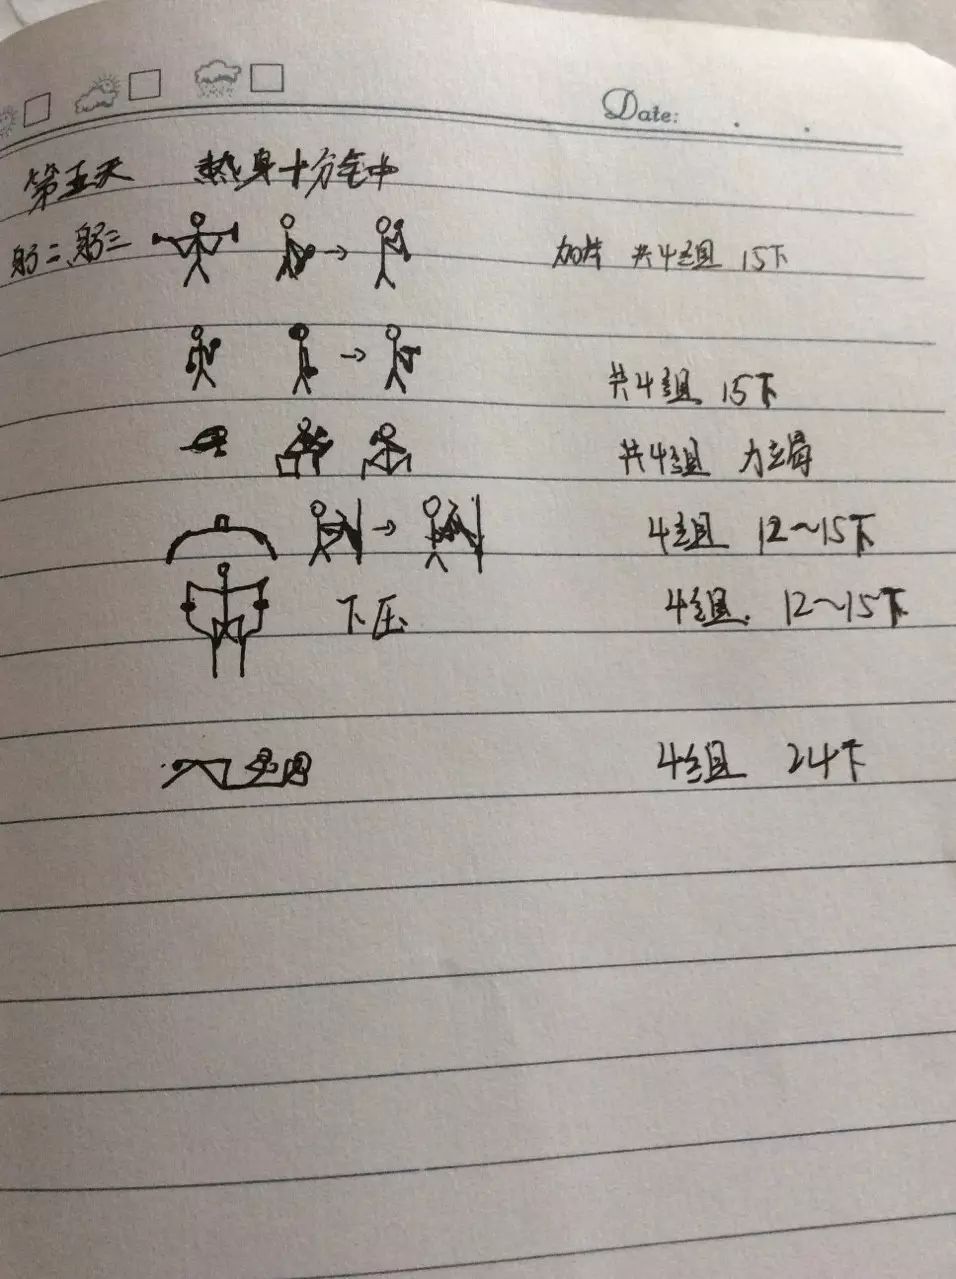 Date:
第五天 热身十分钟
肱二、肱三 加片 共4组 15下
共4组 15下
共4组 力竭
4组 12~15下
下压 4组 12~15下
4组 24下